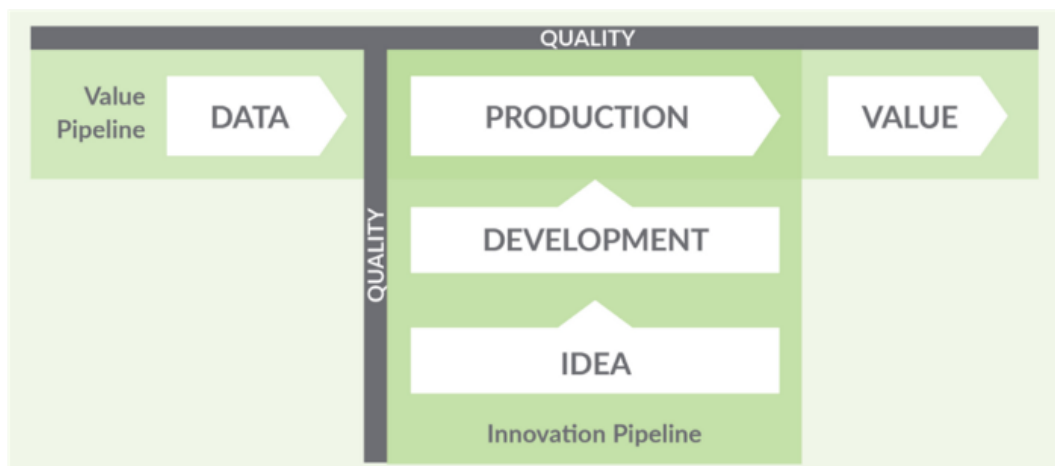 QUALITY
Value
Pipeline
DATA
PRODUCTION
VALUE
QUALITY
DEVELOPMENT
IDEA
Innovation Pipeline